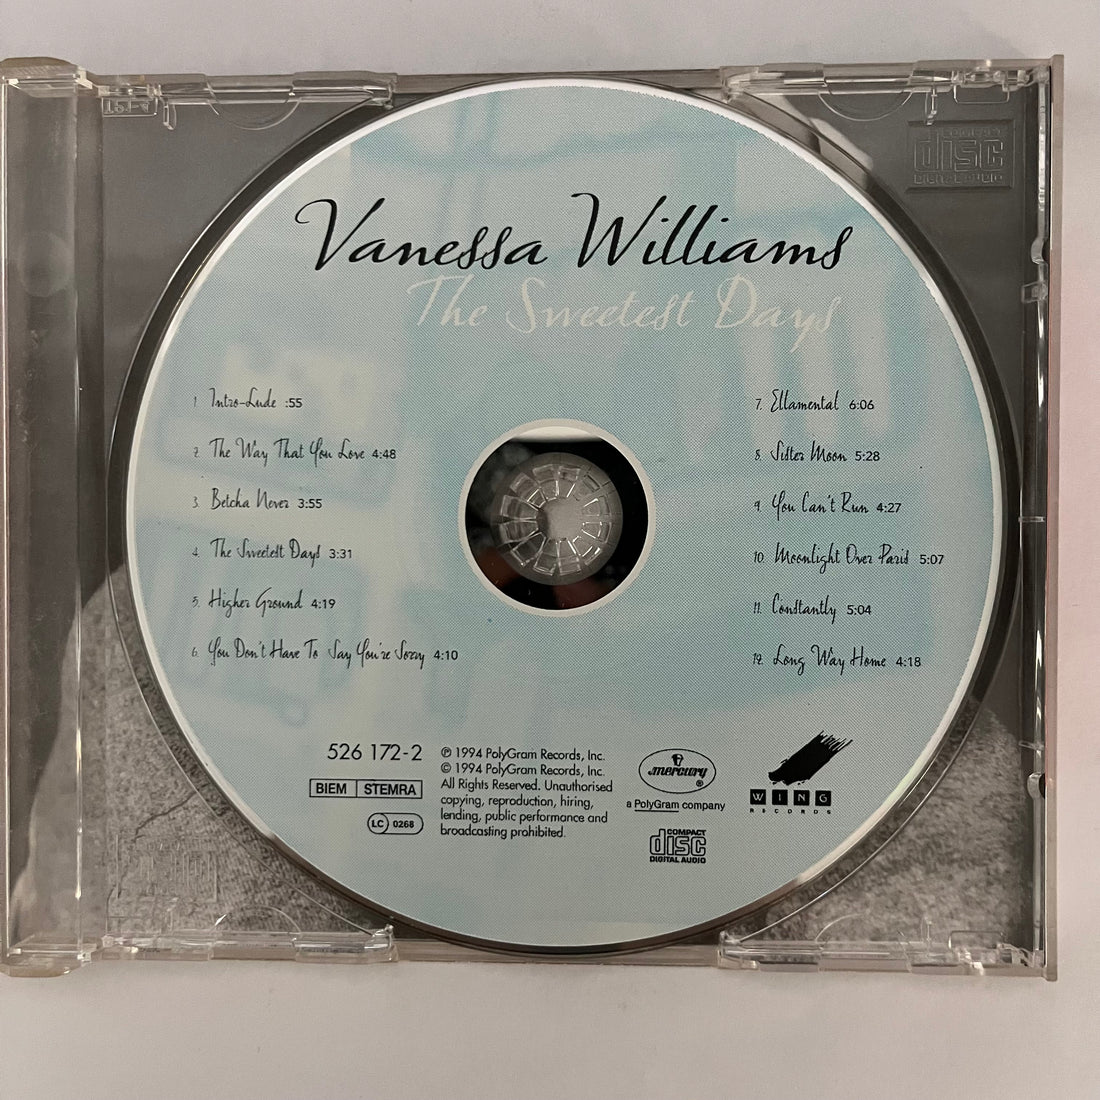 Vanessa Williams
The Sweetest Days
1. Intro-Lude :55
2. The Way That You Love 4:48
3. Betcha Never 3:55
4. The Sweetest Days 3:31
5. Higher Ground 4:19
6. You Don't Have To Say You're Sorry 4:10
7. Ellamental 6:06
8. Sister Moon 5:28
9. You Can't Run 4:27
10. Moonlight Over Paris 5:07
11. Constantly 5:04
12. Long Way Home 4:18
526 172-2
BIEM STEMRA
LC 0268
℗ 1994 PolyGram Records, Inc.
© 1994 PolyGram Records, Inc.
All Rights Reserved. Unauthorised
copying, reproduction, hiring,
lending, public performance and
broadcasting prohibited.
mercury ®
a PolyGram company
COMPACT
disc
DIGITAL AUDIO
WING
RECORDS
COMPACT
disc
DIGITAL AUDIO